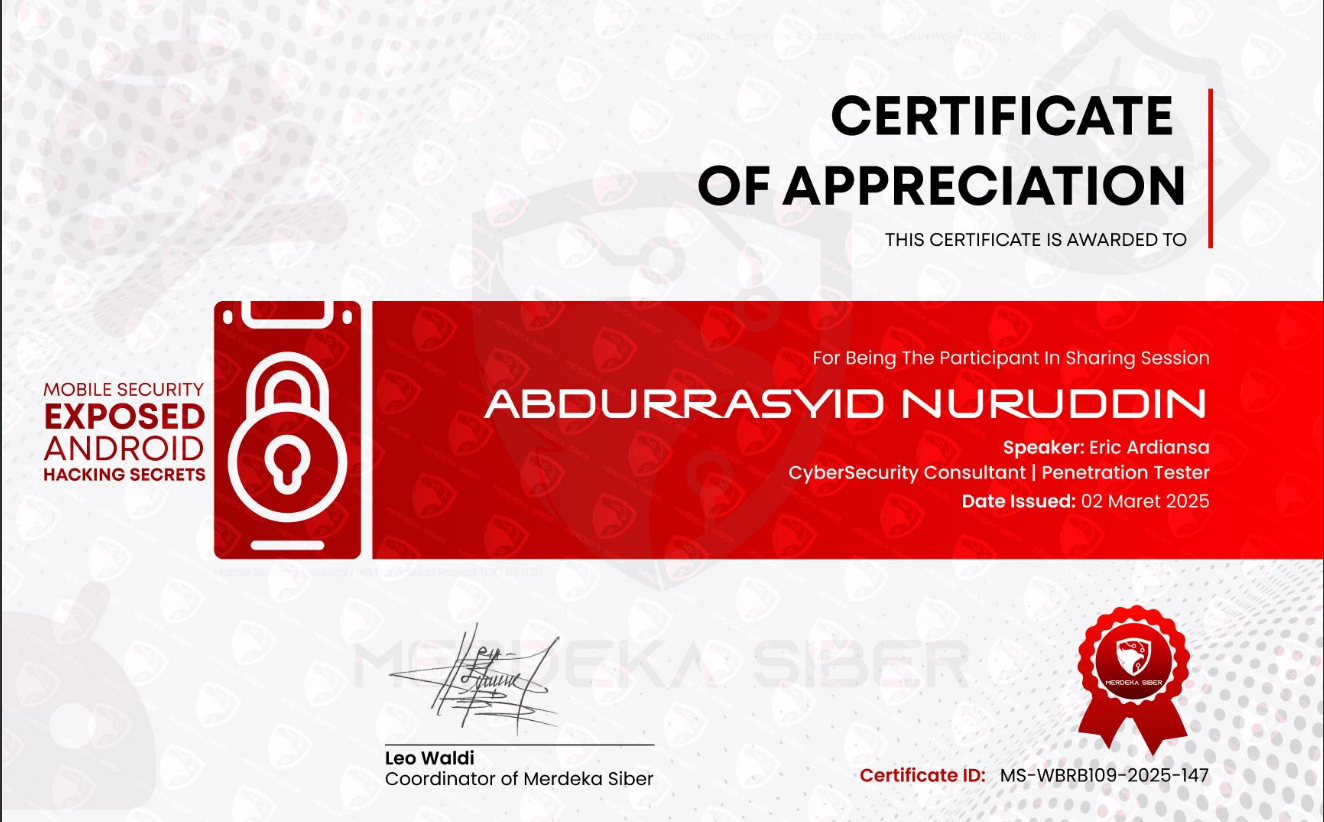 CERTIFICATE
OF APPRECIATION
THIS CERTIFICATE IS AWARDED TO
MOBILE SECURITY
EXPOSED
ANDROID
HACKING SECRETS
For Being The Participant In Sharing Session
ABDURRASYID NURUDDIN
Speaker: Eric Ardiansa
CyberSecurity Consultant | Penetration Tester
Date Issued: 02 Maret 2025
MERDEKA SIBER
MERDEKA SIBER
Leo Waldi
Coordinator of Merdeka Siber
Certificate ID: MS-WBRB109-2025-147